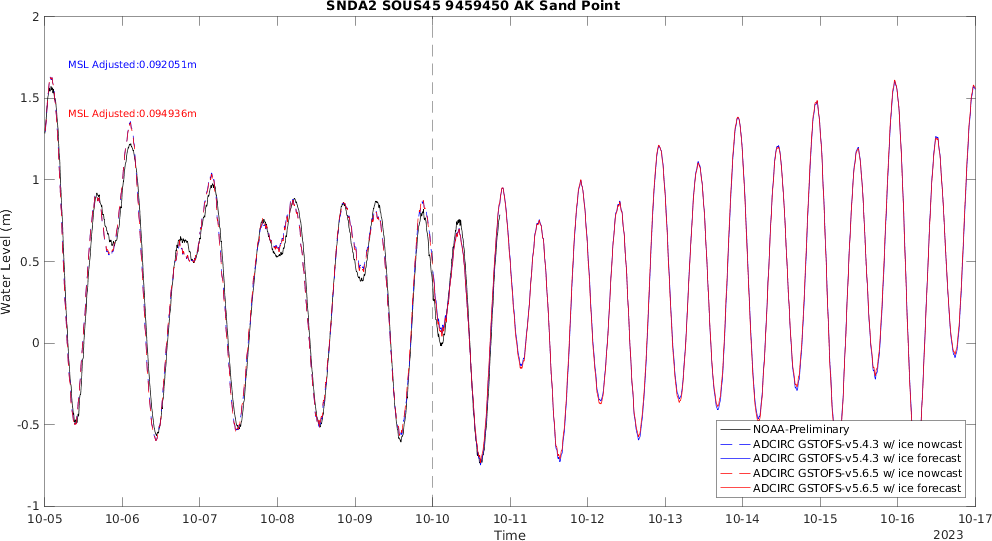 SNDA2 SOUS45 9459450 AK Sand Point
MSL Adjusted:0.092051m
MSL Adjusted:0.094936m
Water Level (m)
2
1.5
1
0.5
0
-0.5
-1
10-05 10-06 10-07 10-08 10-09 10-10 10-11 10-12 10-13 10-14 10-15 10-16 10-17
Time
2023
NOAA-Preliminary
ADCIRC GSTOFS-v5.4.3 w/ ice nowcast
ADCIRC GSTOFS-v5.4.3 w/ ice forecast
ADCIRC GSTOFS-v5.6.5 w/ ice nowcast
ADCIRC GSTOFS-v5.6.5 w/ ice forecast